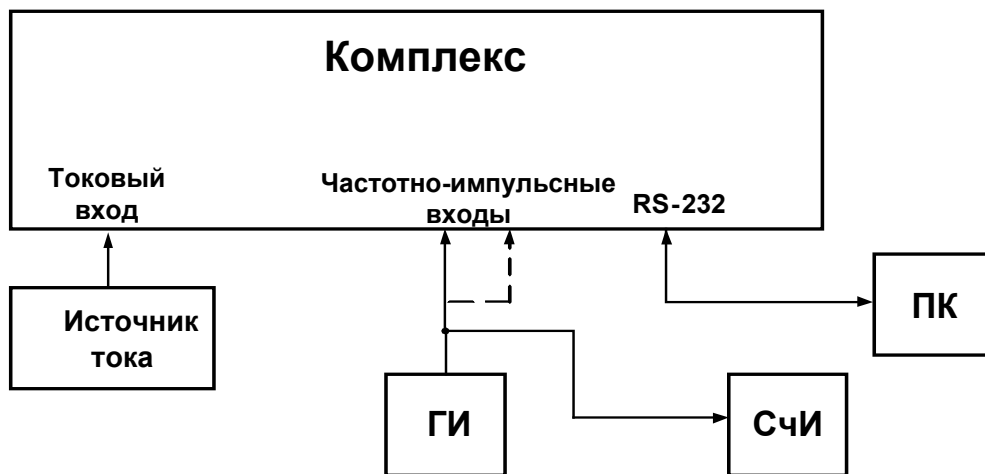 Комплекс
Токовый
вход
Частотно-импульсные
входы
RS-232
Источник
тока
ПК
ГИ
СчИ